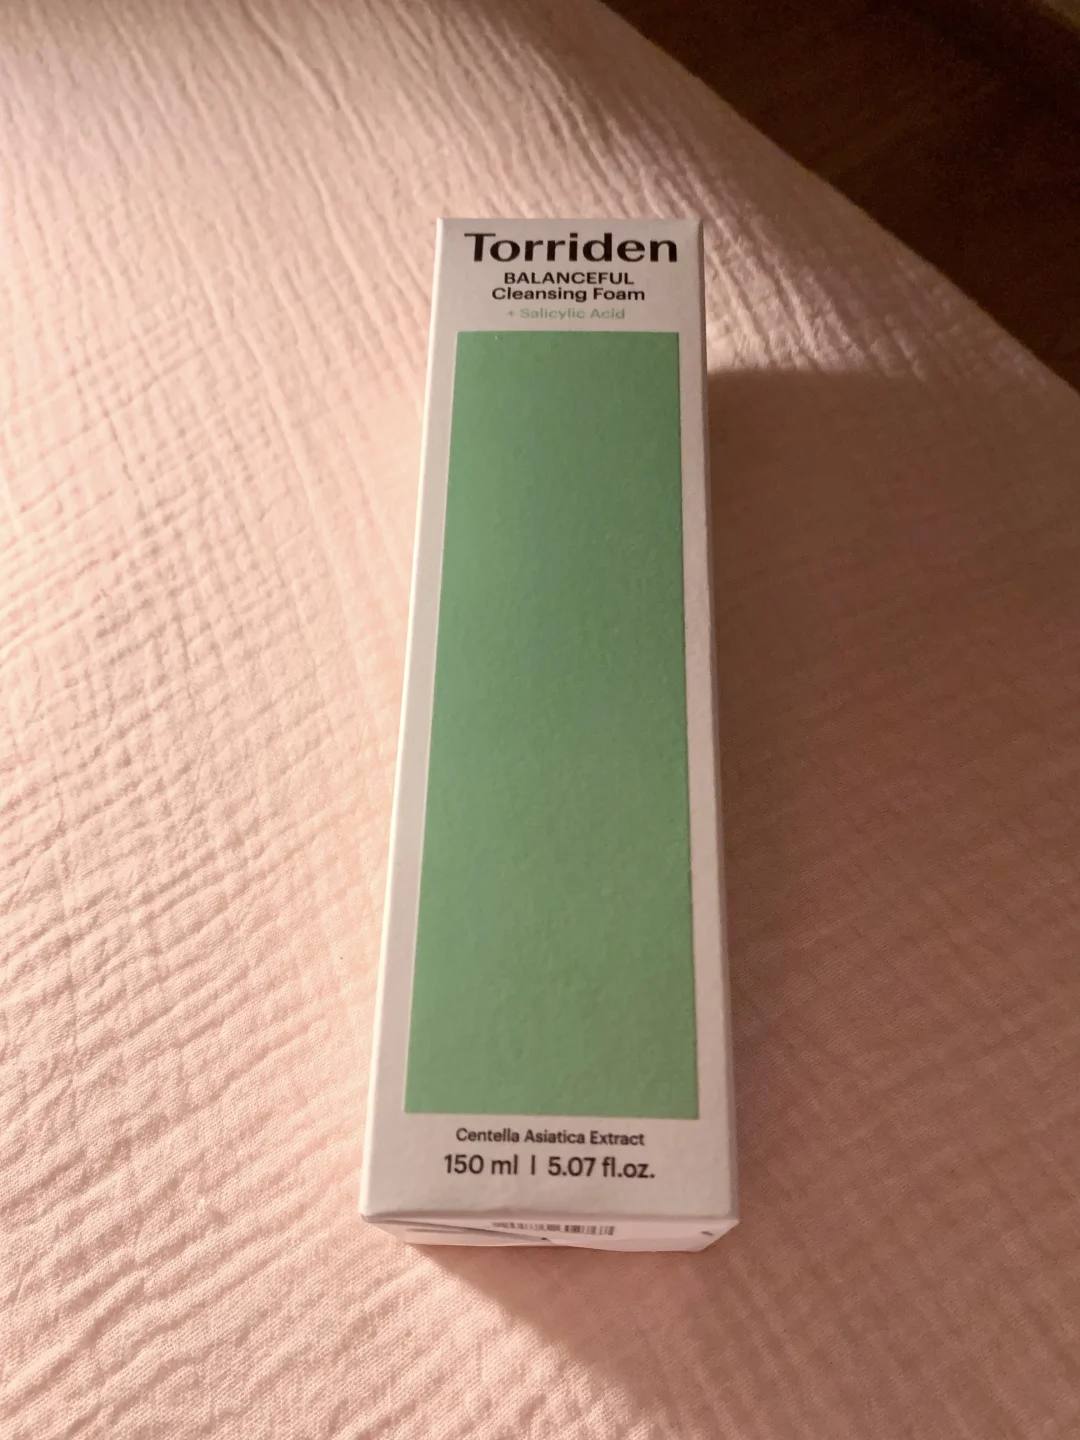 Torriden
BALANCEFUL
Cleansing Foam
+ Salicylic Acid
Centella Asiatica Extract
150 ml | 5.07 fl.oz.